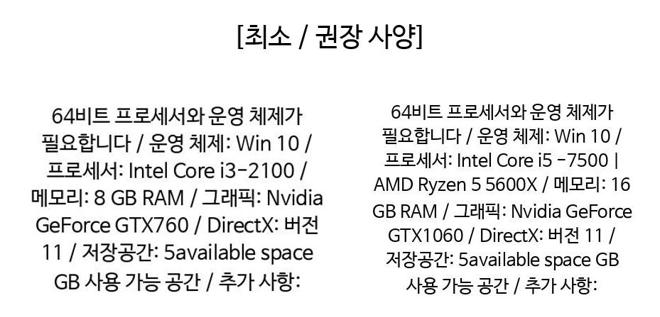 [최소 / 권장 사양]
64비트 프로세서와 운영 체제가
필요합니다 / 운영 체제: Win 10 /
프로세서: Intel Core i3-2100 /
메모리: 8 GB RAM / 그래픽: Nvidia
GeForce GTX760 / DirectX: 버전
11 / 저장공간: 5available space
GB 사용 가능 공간 / 추가 사항:
64비트 프로세서와 운영 체제가
필요합니다 / 운영 체제: Win 10 /
프로세서: Intel Core i5 -7500 |
AMD Ryzen 5 5600X / 메모리: 16
GB RAM / 그래픽: Nvidia GeForce
GTX1060 / DirectX: 버전 11 /
저장공간: 5available space GB
사용 가능 공간 / 추가 사항: